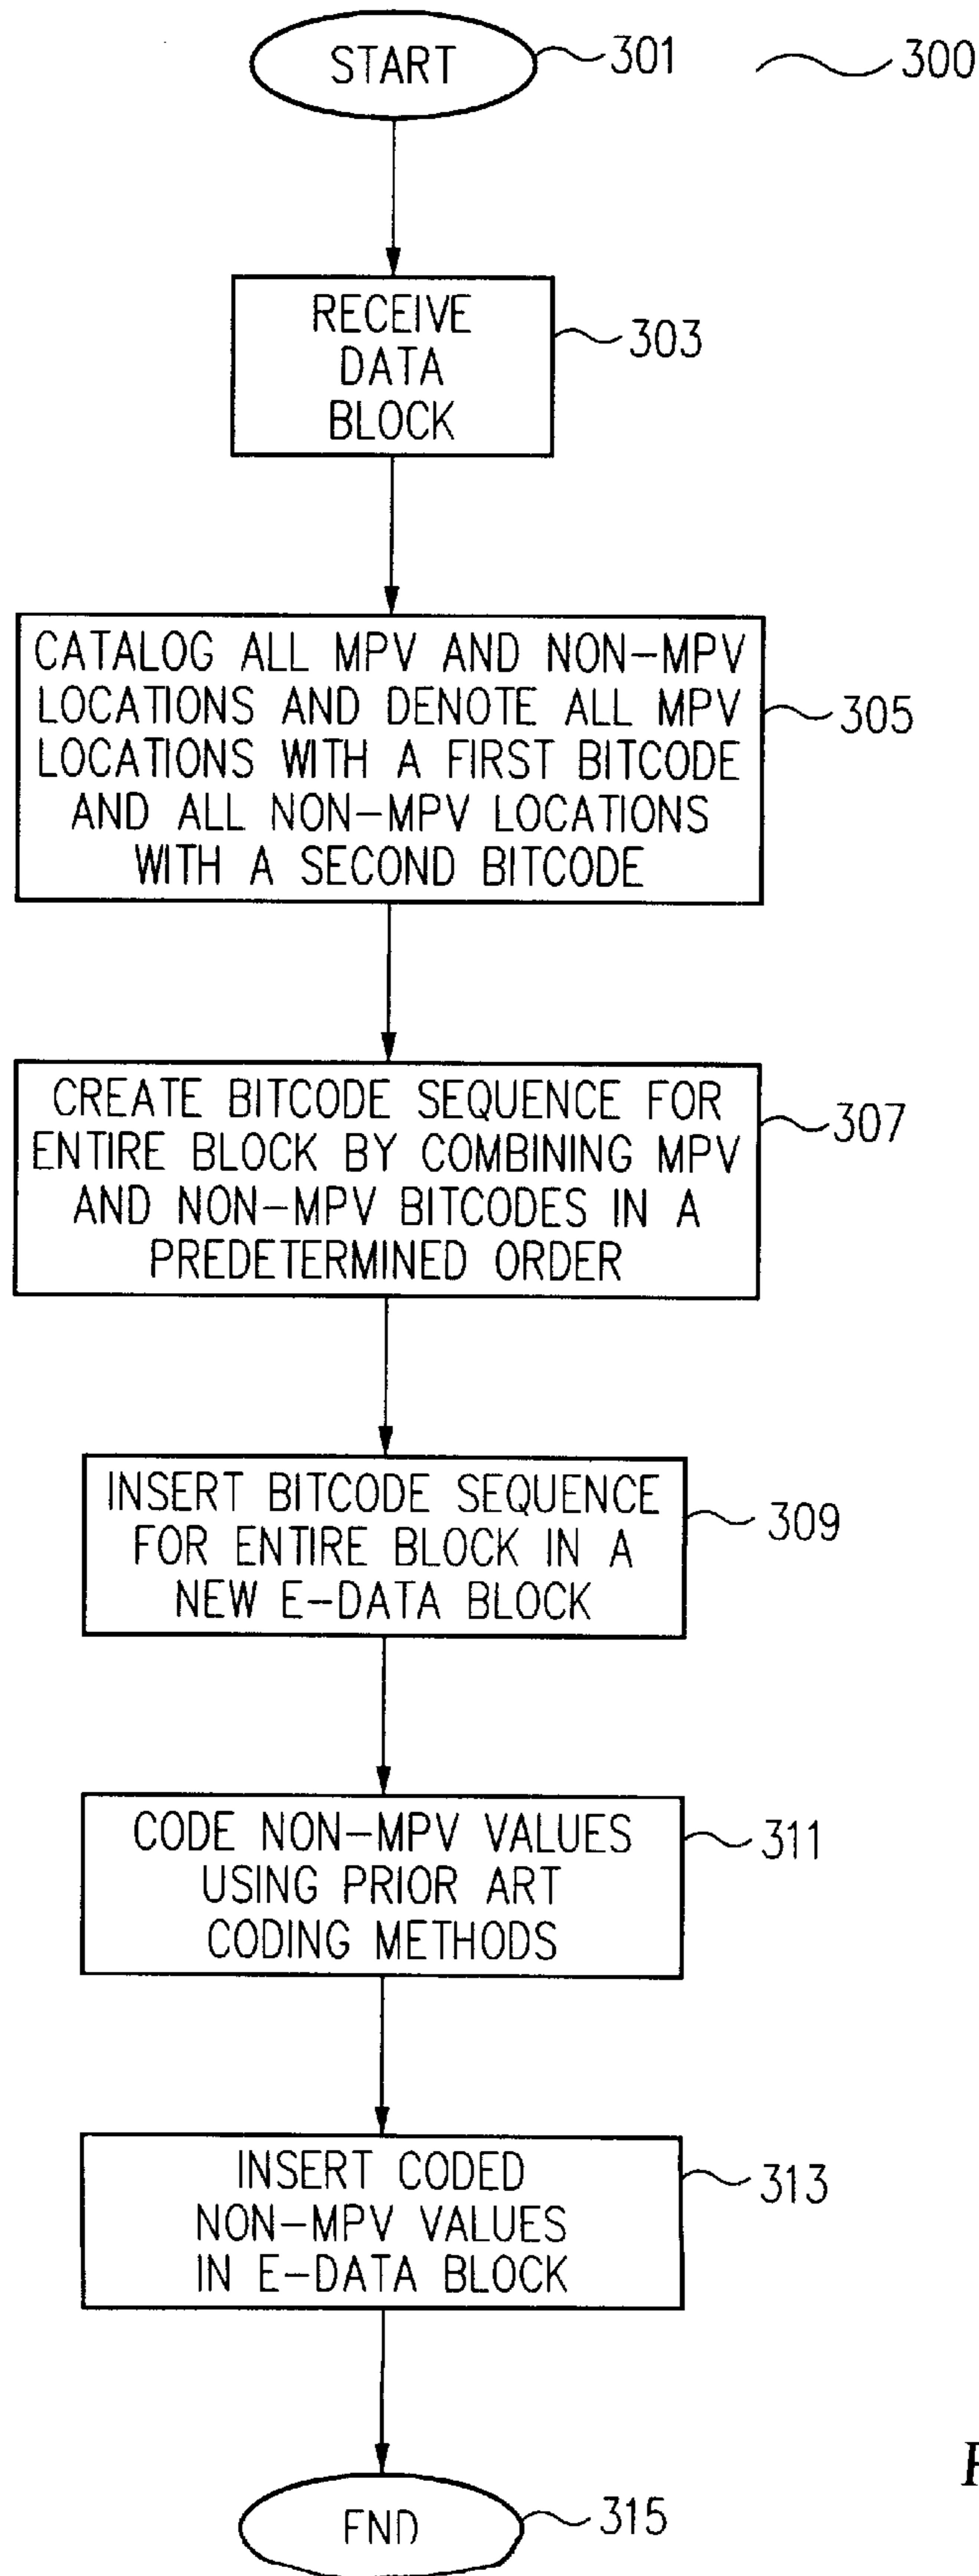 START 301 300
RECEIVE
DATA
BLOCK
303
CATALOG ALL MPV AND NON-MPV
LOCATIONS AND DENOTE ALL MPV
LOCATIONS WITH A FIRST BITCODE
AND ALL NON-MPV LOCATIONS
WITH A SECOND BITCODE
305
CREATE BITCODE SEQUENCE FOR
ENTIRE BLOCK BY COMBINING MPV
AND NON-MPV BITCODES IN A
PREDETERMINED ORDER
307
INSERT BITCODE SEQUENCE
FOR ENTIRE BLOCK IN A
NEW E-DATA BLOCK
309
CODE NON-MPV VALUES
USING PRIOR ART
CODING METHODS
311
INSERT CODED
NON-MPV VALUES
IN E-DATA BLOCK
313
END 315